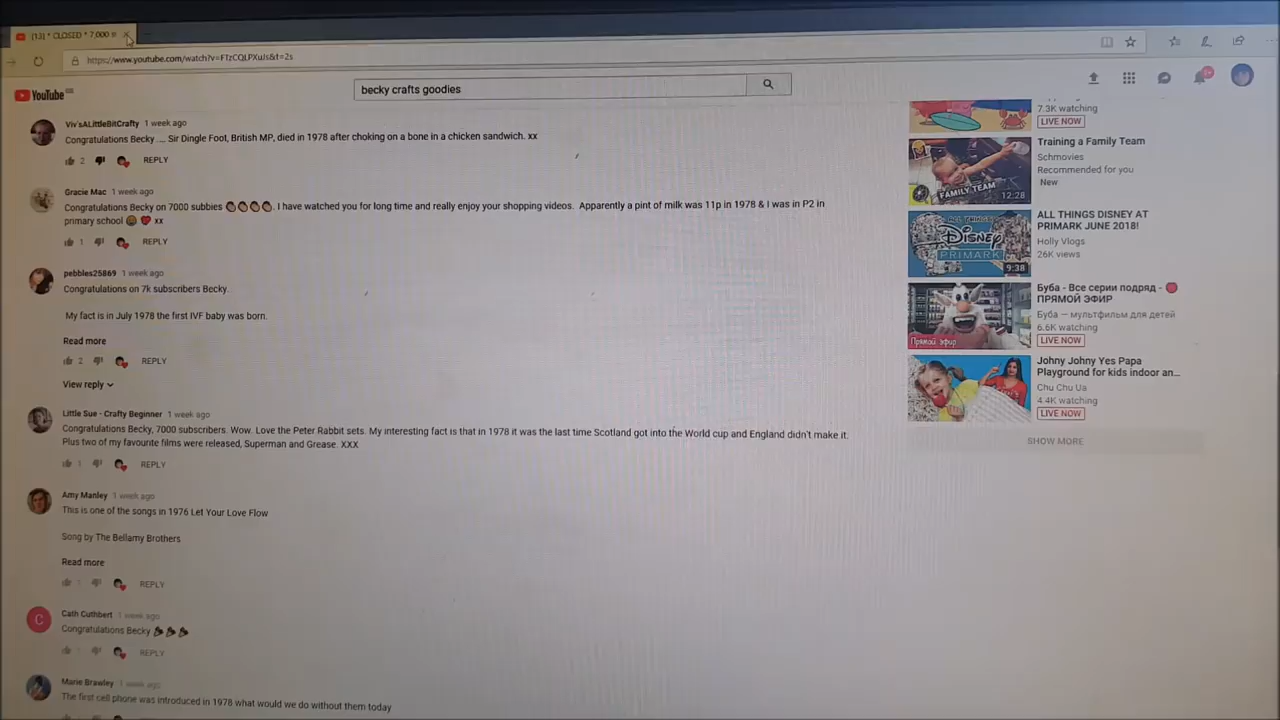 (13) * CLOSED * 7,000 s
https://www.youtube.com/watch?v=FTzCQLPXuJs&t=2s
YouTube
becky crafts goodies
Viv'sALittleBitCrafty 1 week ago
Congratulations Becky .... Sir Dingle Foot, British MP, died in 1978 after choking on a bone in a chicken sandwich. xx
2 REPLY
Gracie Mac 1 week ago
Congratulations Becky on 7000 subbies. I have watched you for long time and really enjoy your shopping videos. Apparently a pint of milk was 11p in 1978 & I was in P2 in
primary school xx
1 REPLY
pebbles25869 1 week ago
Congratulations on 7k subscribers Becky.
My fact is in July 1978 the first IVF baby was born.
Read more
2 REPLY
View reply
Little Sue - Crafty Beginner 1 week ago
Congratulations Becky, 7000 subscribers. Wow. Love the Peter Rabbit sets. My interesting fact is that in 1978 it was the last time Scotland got into the World cup and England didn't make it.
Plus two of my favourite films were released, Superman and Grease. XXX
1 REPLY
Amy Manley 1 week ago
This is one of the songs in 1976 Let Your Love Flow
Song by The Bellamy Brothers
Read more
REPLY
C
Cath Cuthbert 1 week ago
Congratulations Becky
REPLY
Marie Brawley 1 week ago
The first cell phone was introduced in 1978 what would we do without them today
7.3K watching
LIVE NOW
FAMILY TEAM
12:28
Training a Family Team
Schmovies
Recommended for you
New
ALL THINGS
Disney
PRIMARK
9:38
ALL THINGS DISNEY AT
PRIMARK JUNE 2018!
Holly Vlogs
26K views
Прямой эфир
Буба - Все серии подряд -
ПРЯМОЙ ЭФИР
Буба — мультфильм для детей
6.6K watching
LIVE NOW
Johny Johny Yes Papa
Playground for kids indoor an...
Chu Chu Ua
4.4K watching
LIVE NOW
SHOW MORE